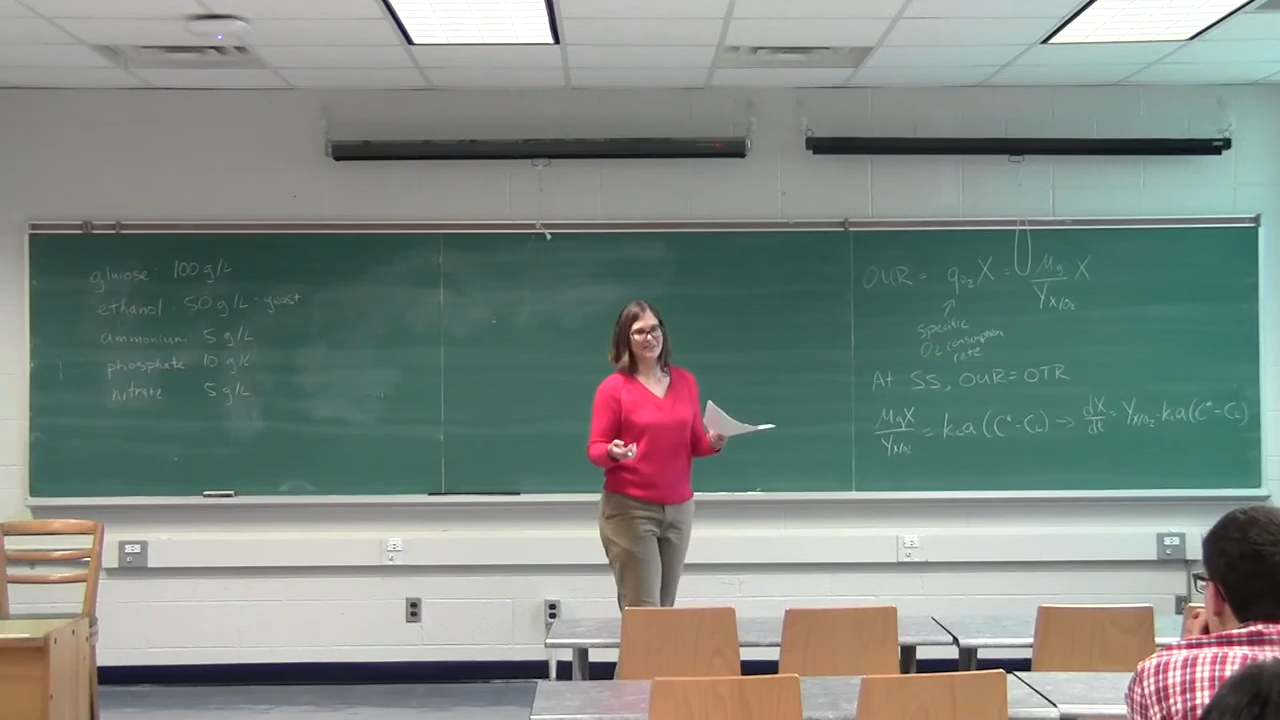 glucose: 100 g/L
ethanol: 50 g/L - yeast
ammonium 5 g/L
phosphate 10 g/L
nitrate 5 g/L
OUR = qO₂ X = μg/Yx/O₂ X
specific
O₂ consumption
rate
At SS, OUR = OTR
μgX/Yx/O₂ = kLa (C* - CL) → dX/dt = Yx/O₂ · kLa (C* - CL)